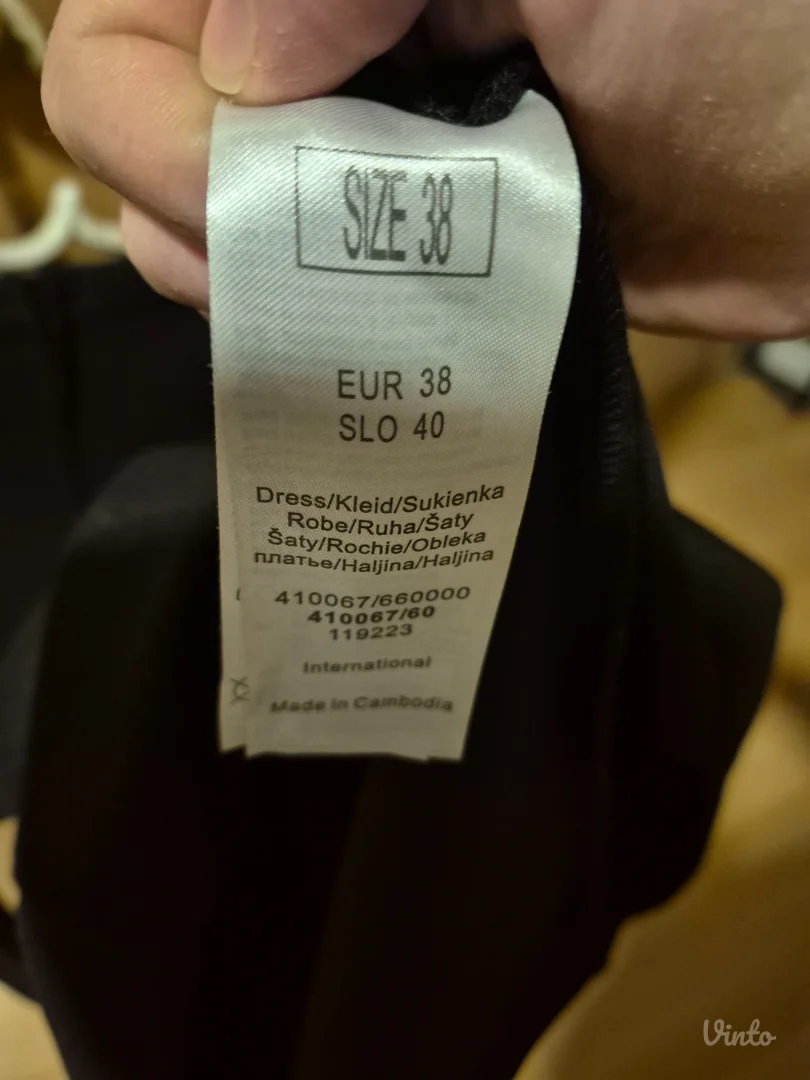 SIZE 38
EUR 38
SLO 40
Dress/Kleid/Sukienka
Robe/Ruha/Šaty
Šaty/Rochie/Obleka
платье/Haljina/Haljina
410067/660000
410067/60
119223
International
Made in Cambodia
Vinto